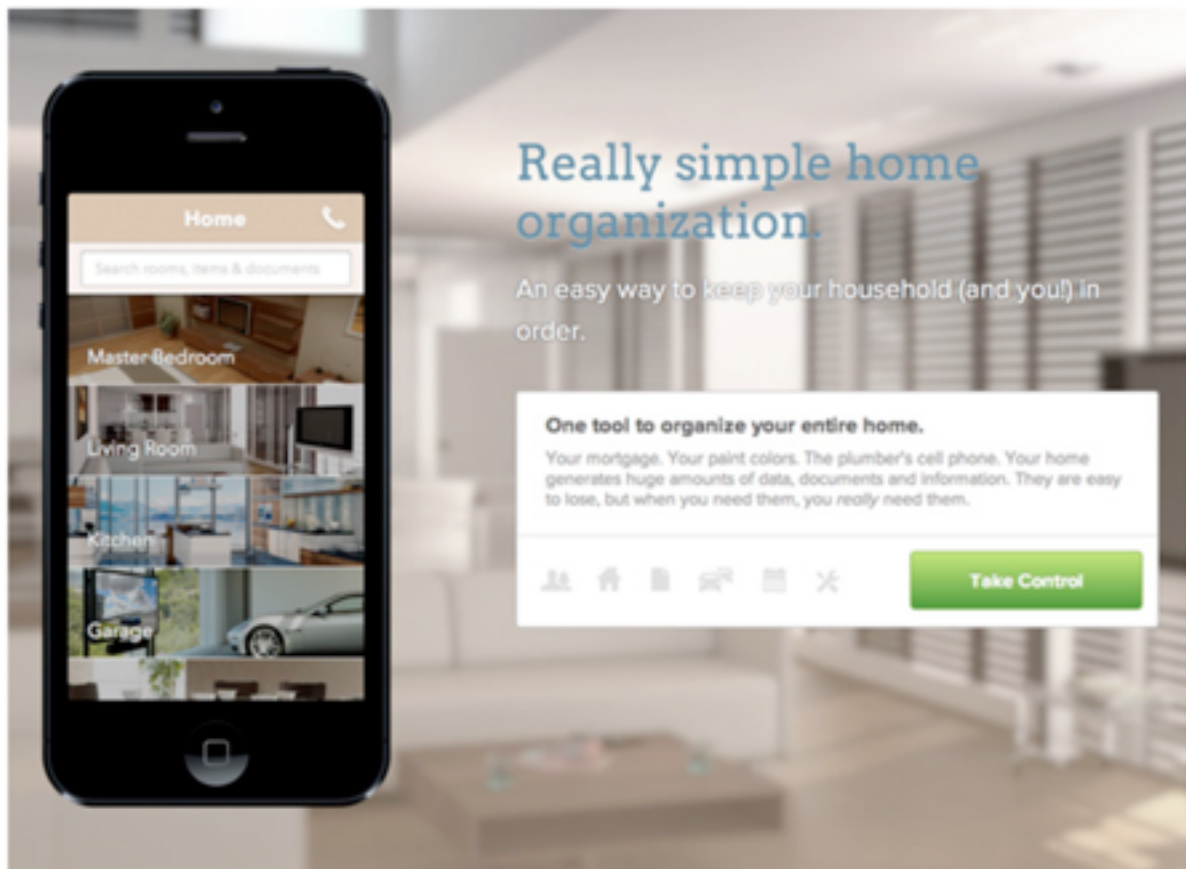 Home
Search rooms, items & documents
Master Bedroom
Living Room
Kitchen
Garage
Really simple home
organization.
An easy way to keep your household (and you!) in
order.
One tool to organize your entire home.
Your mortgage. Your paint colors. The plumber's cell phone. Your home
generates huge amounts of data, documents and information. They are easy
to lose, but when you need them, you really need them.
Take Control